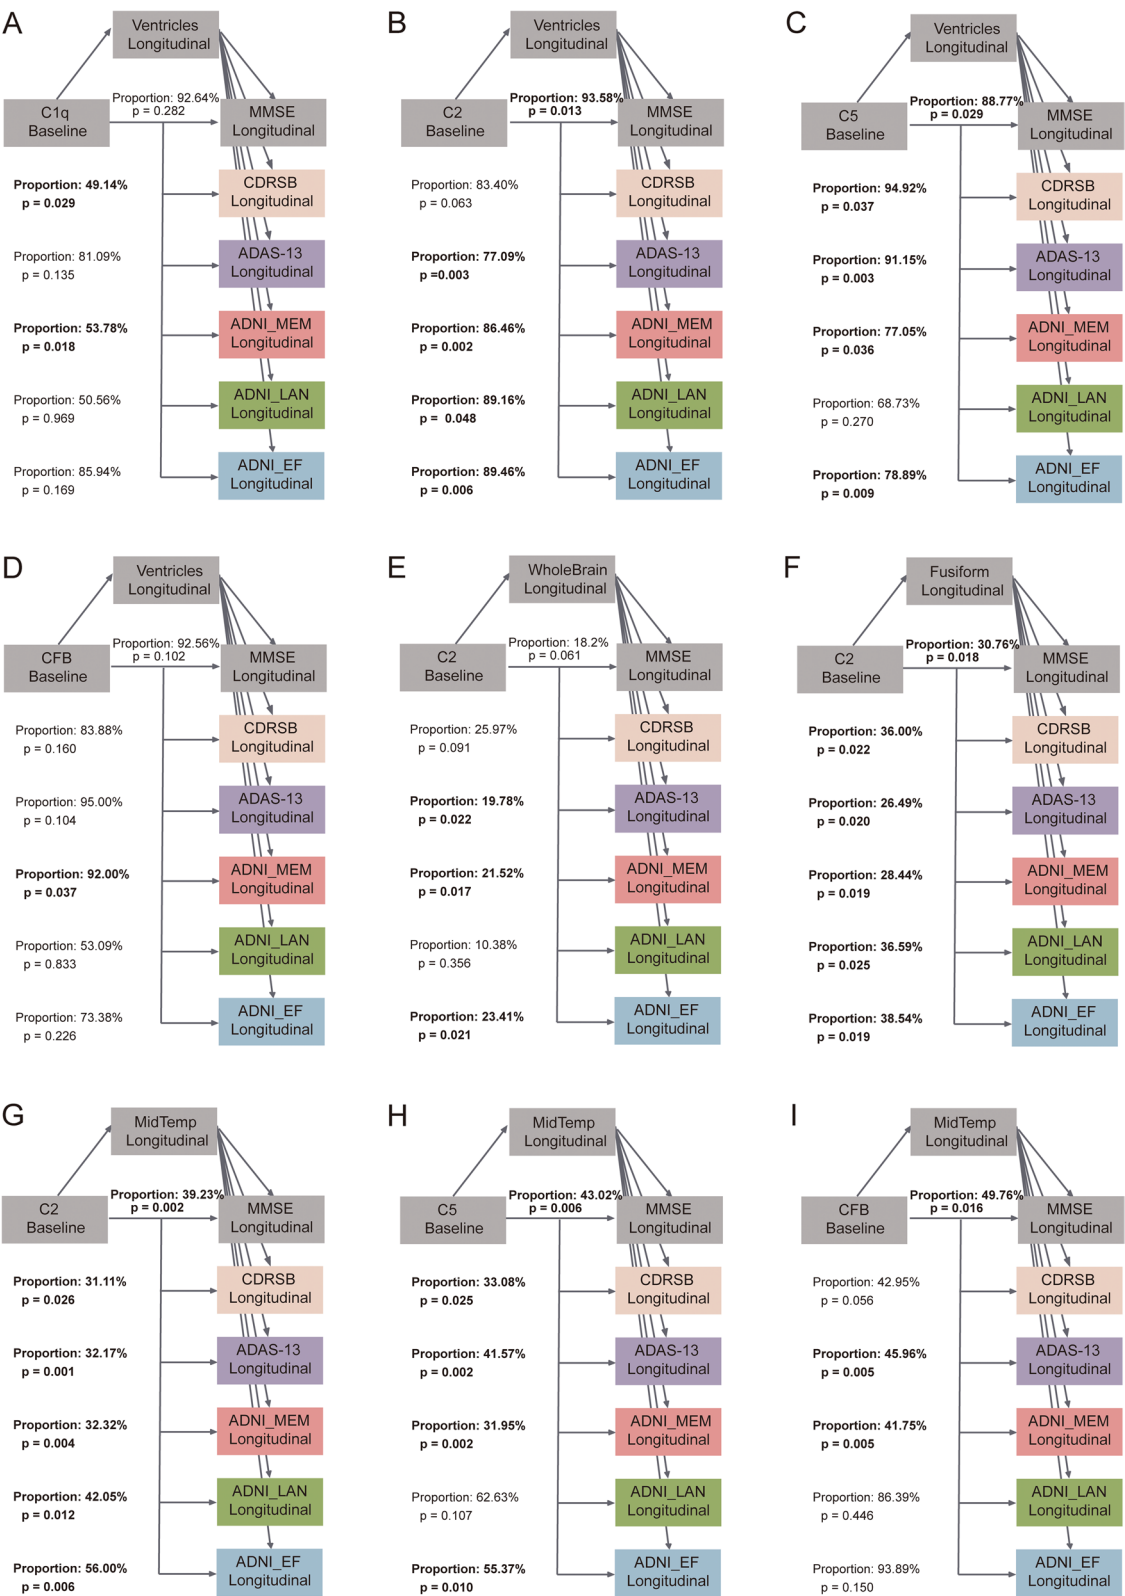 A
Ventricles
Longitudinal
Proportion: 92.64%
p = 0.282
C1q
Baseline
MMSE
Longitudinal
Proportion: 49.14%
p = 0.029
CDRSB
Longitudinal
Proportion: 81.09%
p = 0.135
ADAS-13
Longitudinal
Proportion: 53.78%
p = 0.018
ADNI_MEM
Longitudinal
Proportion: 50.56%
p = 0.969
ADNI_LAN
Longitudinal
Proportion: 85.94%
p = 0.169
ADNI_EF
Longitudinal
B
Ventricles
Longitudinal
Proportion: 93.58%
p = 0.013
C2
Baseline
MMSE
Longitudinal
Proportion: 83.40%
p = 0.063
CDRSB
Longitudinal
Proportion: 77.09%
p =0.003
ADAS-13
Longitudinal
Proportion: 86.46%
p = 0.002
ADNI_MEM
Longitudinal
Proportion: 89.16%
p = 0.048
ADNI_LAN
Longitudinal
Proportion: 89.46%
p = 0.006
ADNI_EF
Longitudinal
C
Ventricles
Longitudinal
Proportion: 88.77%
p = 0.029
C5
Baseline
MMSE
Longitudinal
Proportion: 94.92%
p = 0.037
CDRSB
Longitudinal
Proportion: 91.15%
p = 0.003
ADAS-13
Longitudinal
Proportion: 77.05%
p = 0.036
ADNI_MEM
Longitudinal
Proportion: 68.73%
p = 0.270
ADNI_LAN
Longitudinal
Proportion: 78.89%
p = 0.009
ADNI_EF
Longitudinal
D
Ventricles
Longitudinal
Proportion: 92.56%
p = 0.102
CFB
Baseline
MMSE
Longitudinal
Proportion: 83.88%
p = 0.160
CDRSB
Longitudinal
Proportion: 95.00%
p = 0.104
ADAS-13
Longitudinal
Proportion: 92.00%
p = 0.037
ADNI_MEM
Longitudinal
Proportion: 53.09%
p = 0.833
ADNI_LAN
Longitudinal
Proportion: 73.38%
p = 0.226
ADNI_EF
Longitudinal
E
WholeBrain
Longitudinal
Proportion: 18.2%
p = 0.061
C2
Baseline
MMSE
Longitudinal
Proportion: 25.97%
p = 0.091
CDRSB
Longitudinal
Proportion: 19.78%
p = 0.022
ADAS-13
Longitudinal
Proportion: 21.52%
p = 0.017
ADNI_MEM
Longitudinal
Proportion: 10.38%
p = 0.356
ADNI_LAN
Longitudinal
Proportion: 23.41%
p = 0.021
ADNI_EF
Longitudinal
F
Fusiform
Longitudinal
Proportion: 30.76%
p = 0.018
C2
Baseline
MMSE
Longitudinal
Proportion: 36.00%
p = 0.022
CDRSB
Longitudinal
Proportion: 26.49%
p = 0.020
ADAS-13
Longitudinal
Proportion: 28.44%
p = 0.019
ADNI_MEM
Longitudinal
Proportion: 36.59%
p = 0.025
ADNI_LAN
Longitudinal
Proportion: 38.54%
p = 0.019
ADNI_EF
Longitudinal
G
MidTemp
Longitudinal
Proportion: 39.23%
p = 0.002
C2
Baseline
MMSE
Longitudinal
Proportion: 31.11%
p = 0.026
CDRSB
Longitudinal
Proportion: 32.17%
p = 0.001
ADAS-13
Longitudinal
Proportion: 32.32%
p = 0.004
ADNI_MEM
Longitudinal
Proportion: 42.05%
p = 0.012
ADNI_LAN
Longitudinal
Proportion: 56.00%
p = 0.006
ADNI_EF
Longitudinal
H
MidTemp
Longitudinal
Proportion: 43.02%
p = 0.006
C5
Baseline
MMSE
Longitudinal
Proportion: 33.08%
p = 0.025
CDRSB
Longitudinal
Proportion: 41.57%
p = 0.002
ADAS-13
Longitudinal
Proportion: 31.95%
p = 0.002
ADNI_MEM
Longitudinal
Proportion: 62.63%
p = 0.107
ADNI_LAN
Longitudinal
Proportion: 55.37%
p = 0.010
ADNI_EF
Longitudinal
I
MidTemp
Longitudinal
Proportion: 49.76%
p = 0.016
CFB
Baseline
MMSE
Longitudinal
Proportion: 42.95%
p = 0.056
CDRSB
Longitudinal
Proportion: 45.96%
p = 0.005
ADAS-13
Longitudinal
Proportion: 41.75%
p = 0.005
ADNI_MEM
Longitudinal
Proportion: 86.39%
p = 0.446
ADNI_LAN
Longitudinal
Proportion: 93.89%
p = 0.150
ADNI_EF
Longitudinal